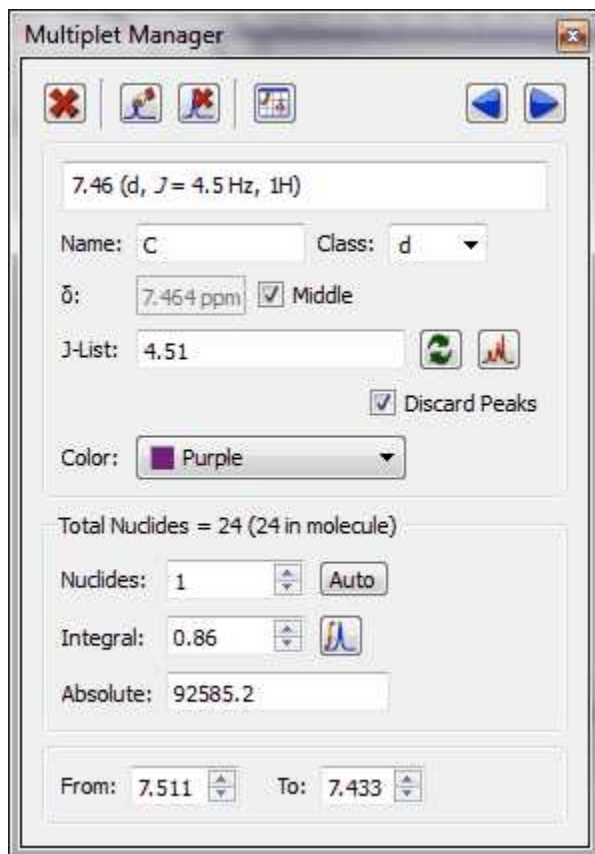 Multiplet Manager
7.46 (d, J = 4.5 Hz, 1H)
Name: C Class: d
δ: 7.464 ppm Middle
J-List: 4.51
Discard Peaks
Color: Purple
Total Nuclides = 24 (24 in molecule)
Nuclides: 1 Auto
Integral: 0.86
Absolute: 92585.2
From: 7.511 To: 7.433